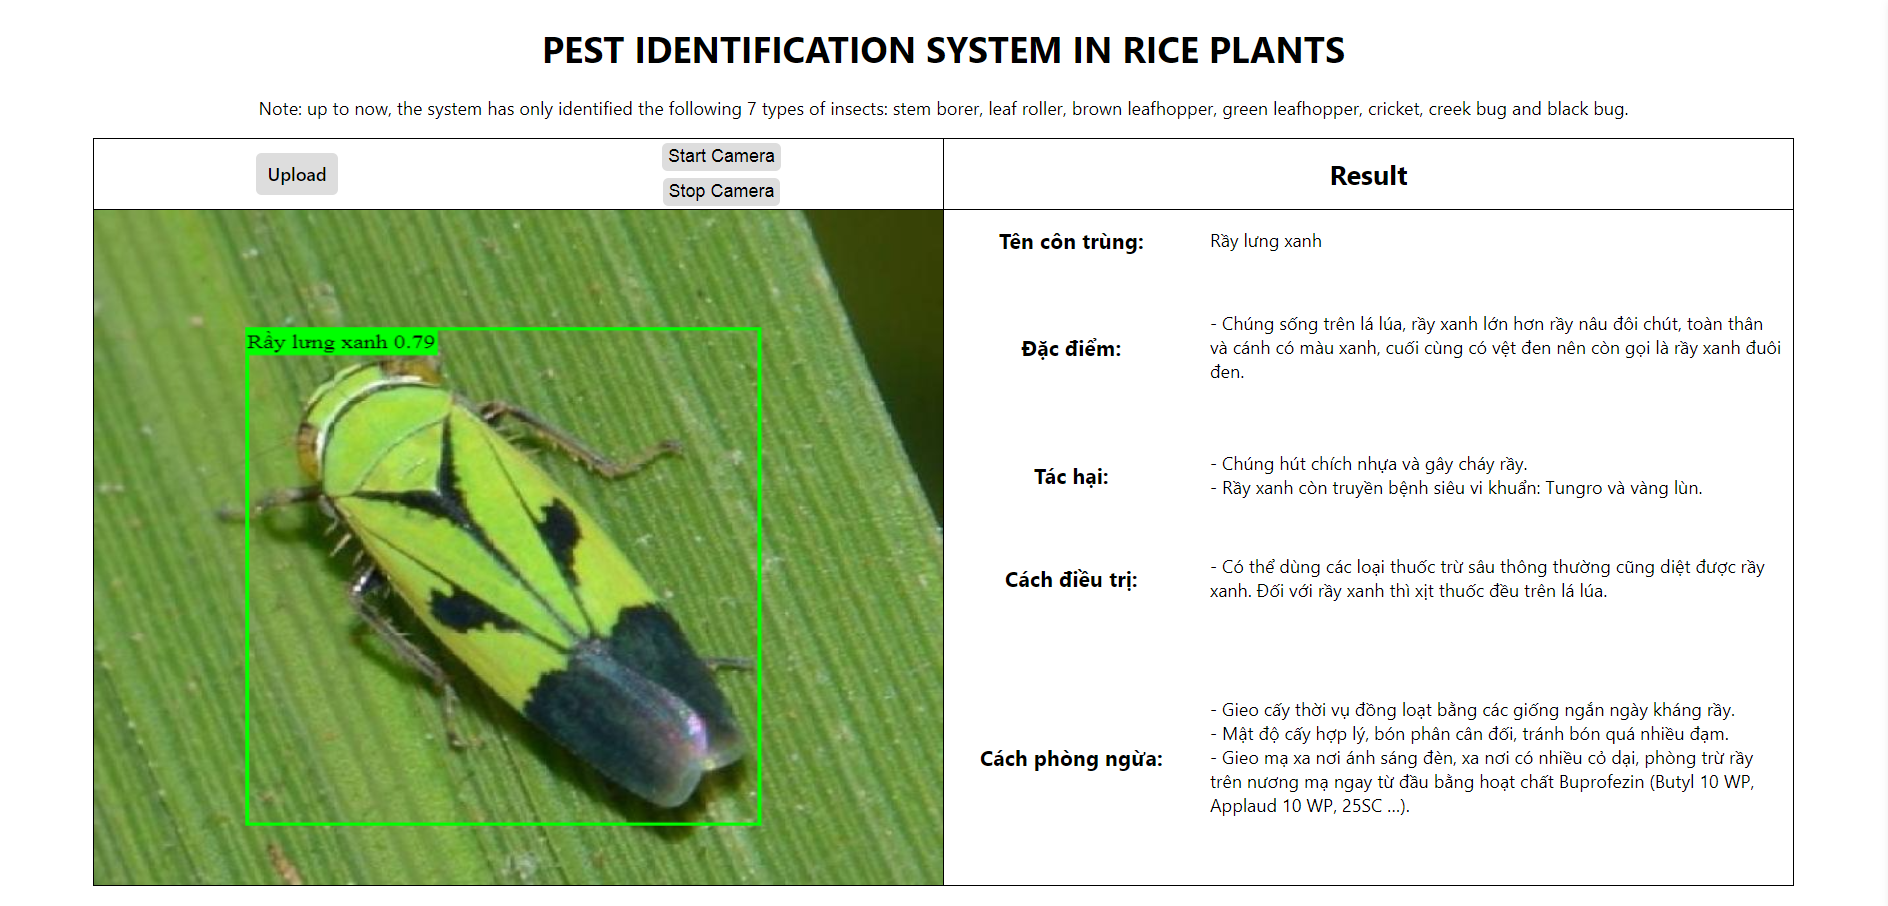 PEST IDENTIFICATION SYSTEM IN RICE PLANTS
Note: up to now, the system has only identified the following 7 types of insects: stem borer, leaf roller, brown leafhopper, green leafhopper, cricket, creek bug and black bug.
Upload
Start Camera
Stop Camera
Result
Rầy lưng xanh 0.79
Tên côn trùng:
Rầy lưng xanh
Đặc điểm:
- Chúng sống trên lá lúa, rầy xanh lớn hơn rầy nâu đôi chút, toàn thân
và cánh có màu xanh, cuối cùng có vệt đen nên còn gọi là rầy xanh đuôi
đen.
Tác hại:
- Chúng hút chích nhựa và gây cháy rầy.
- Rầy xanh còn truyền bệnh siêu vi khuẩn: Tungro và vàng lùn.
Cách điều trị:
- Có thể dùng các loại thuốc trừ sâu thông thường cũng diệt được rầy
xanh. Đối với rầy xanh thì xịt thuốc đều trên lá lúa.
Cách phòng ngừa:
- Gieo cấy thời vụ đồng loạt bằng các giống ngắn ngày kháng rầy.
- Mật độ cấy hợp lý, bón phân cân đối, tránh bón quá nhiều đạm.
- Gieo mạ xa nơi ánh sáng đèn, xa nơi có nhiều cỏ dại, phòng trừ rầy
trên nương mạ ngay từ đầu bằng hoạt chất Buprofezin (Butyl 10 WP,
Applaud 10 WP, 25SC ...).